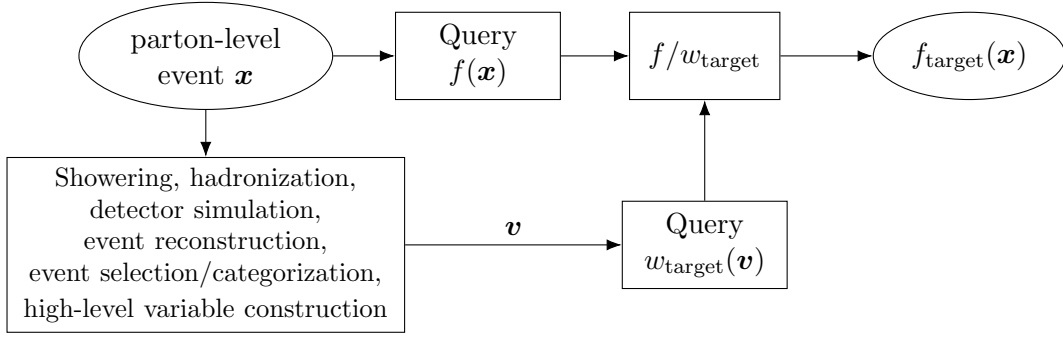 parton-level
event x
Query
f(x)
f/w_target
f_target(x)
Showering, hadronization,
detector simulation,
event reconstruction,
event selection/categorization,
high-level variable construction
v
Query
w_target(v)